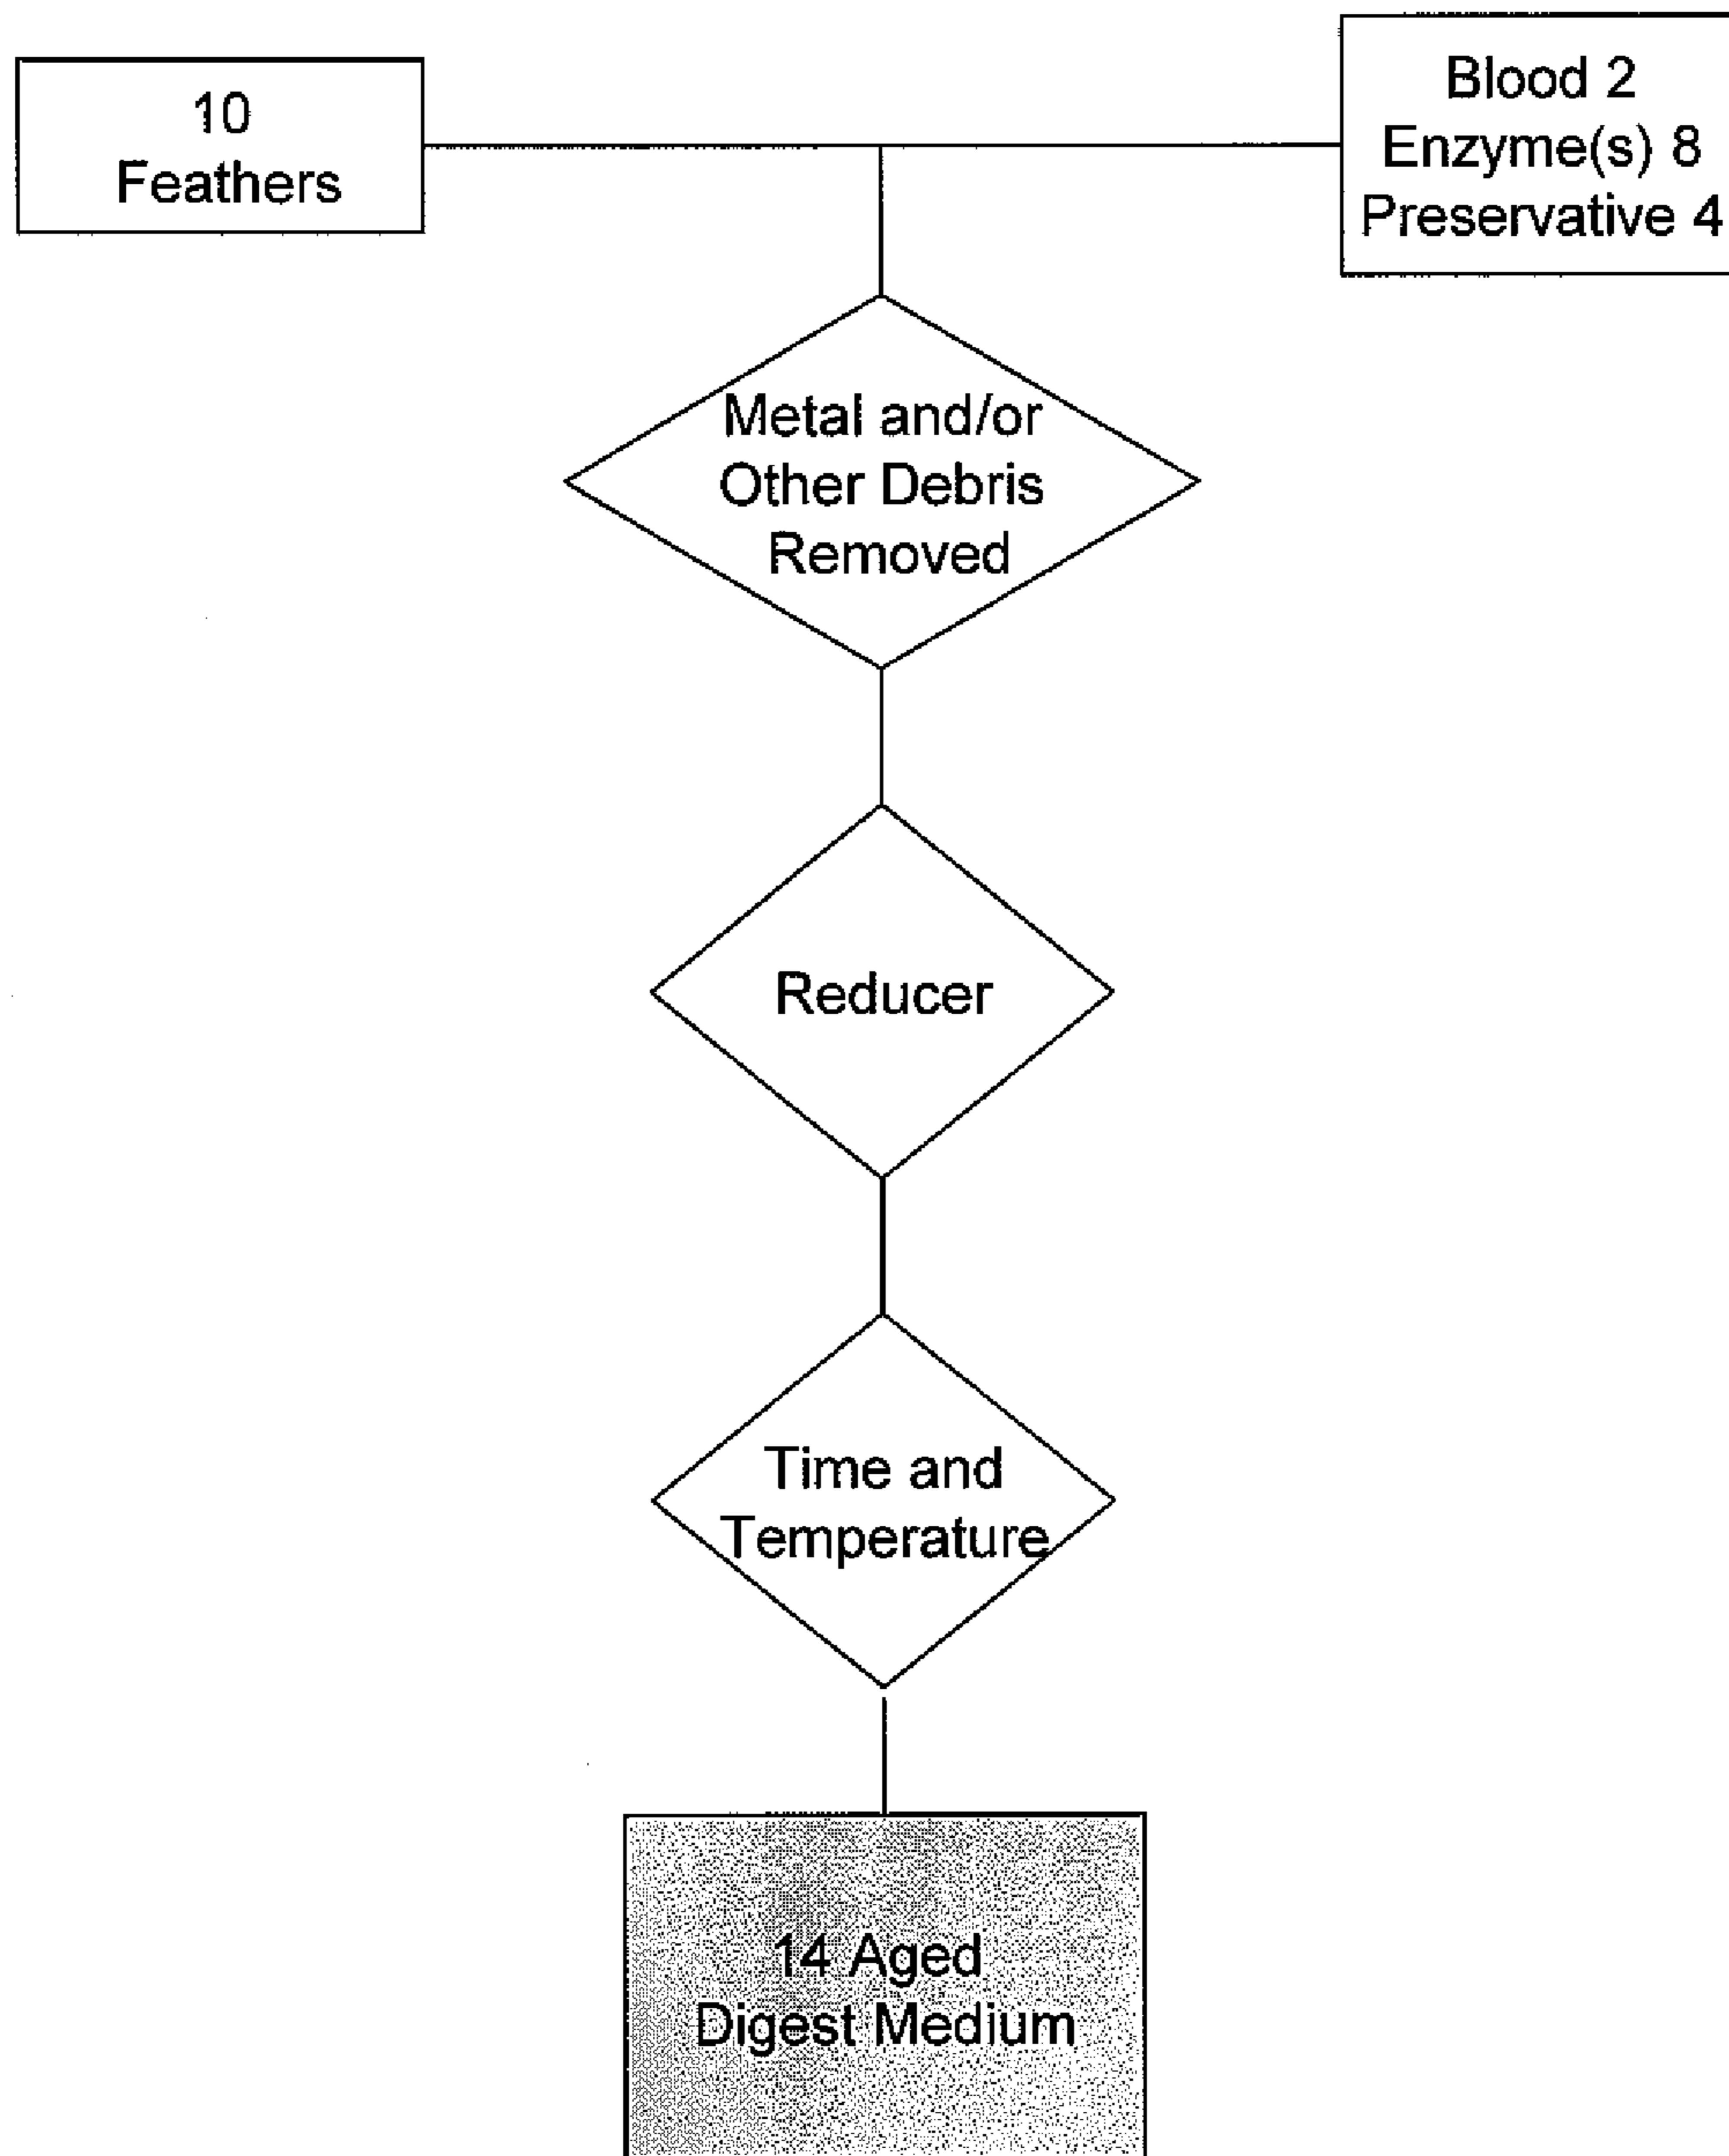 10
Feathers
Blood 2
Enzyme(s) 8
Preservative 4
Metal and/or
Other Debris
Removed
Reducer
Time and
Temperature
14 Aged
Digest Medium